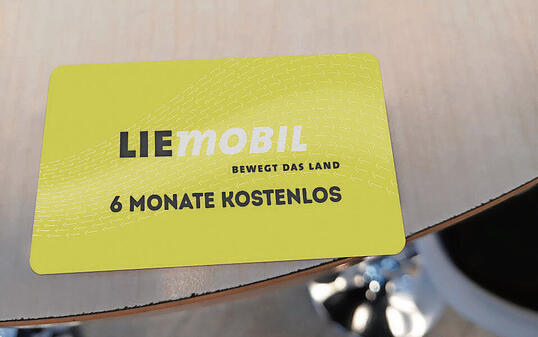 LIEmOBIL
BEWEGT DAS LAND
6 MONATE KOSTENLOS